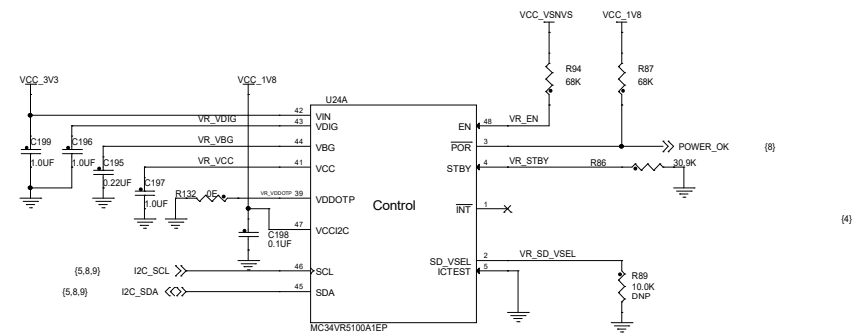 VCC_VSNVS VCC_1V8
R94 R87
68K 68K
VCC_3V3 VCC_1V8
U24A
42 VIN
VR_VDIG 43 VDIG
EN 48 VR_EN
C199 C196
1.0UF 1.0UF
VR_VBG 44 VBG
POR 3 POWER_OK {8}
C195
0.22UF
VR_VCC 41 VCC
STBY 4 VR_STBY R86 30.9K
C197
1.0UF
R132 0E VR_VDDOTP 39 VDDOTP
Control
INT 1
{4}
47 VCCI2C
C198
0.1UF
SD_VSEL 2 VR_SD_VSEL
{5,8,9} I2C_SCL 46 SCL
ICTEST 5
R89
10.0K
DNP
{5,8,9} I2C_SDA 45 SDA
MC34VR5100A1EP